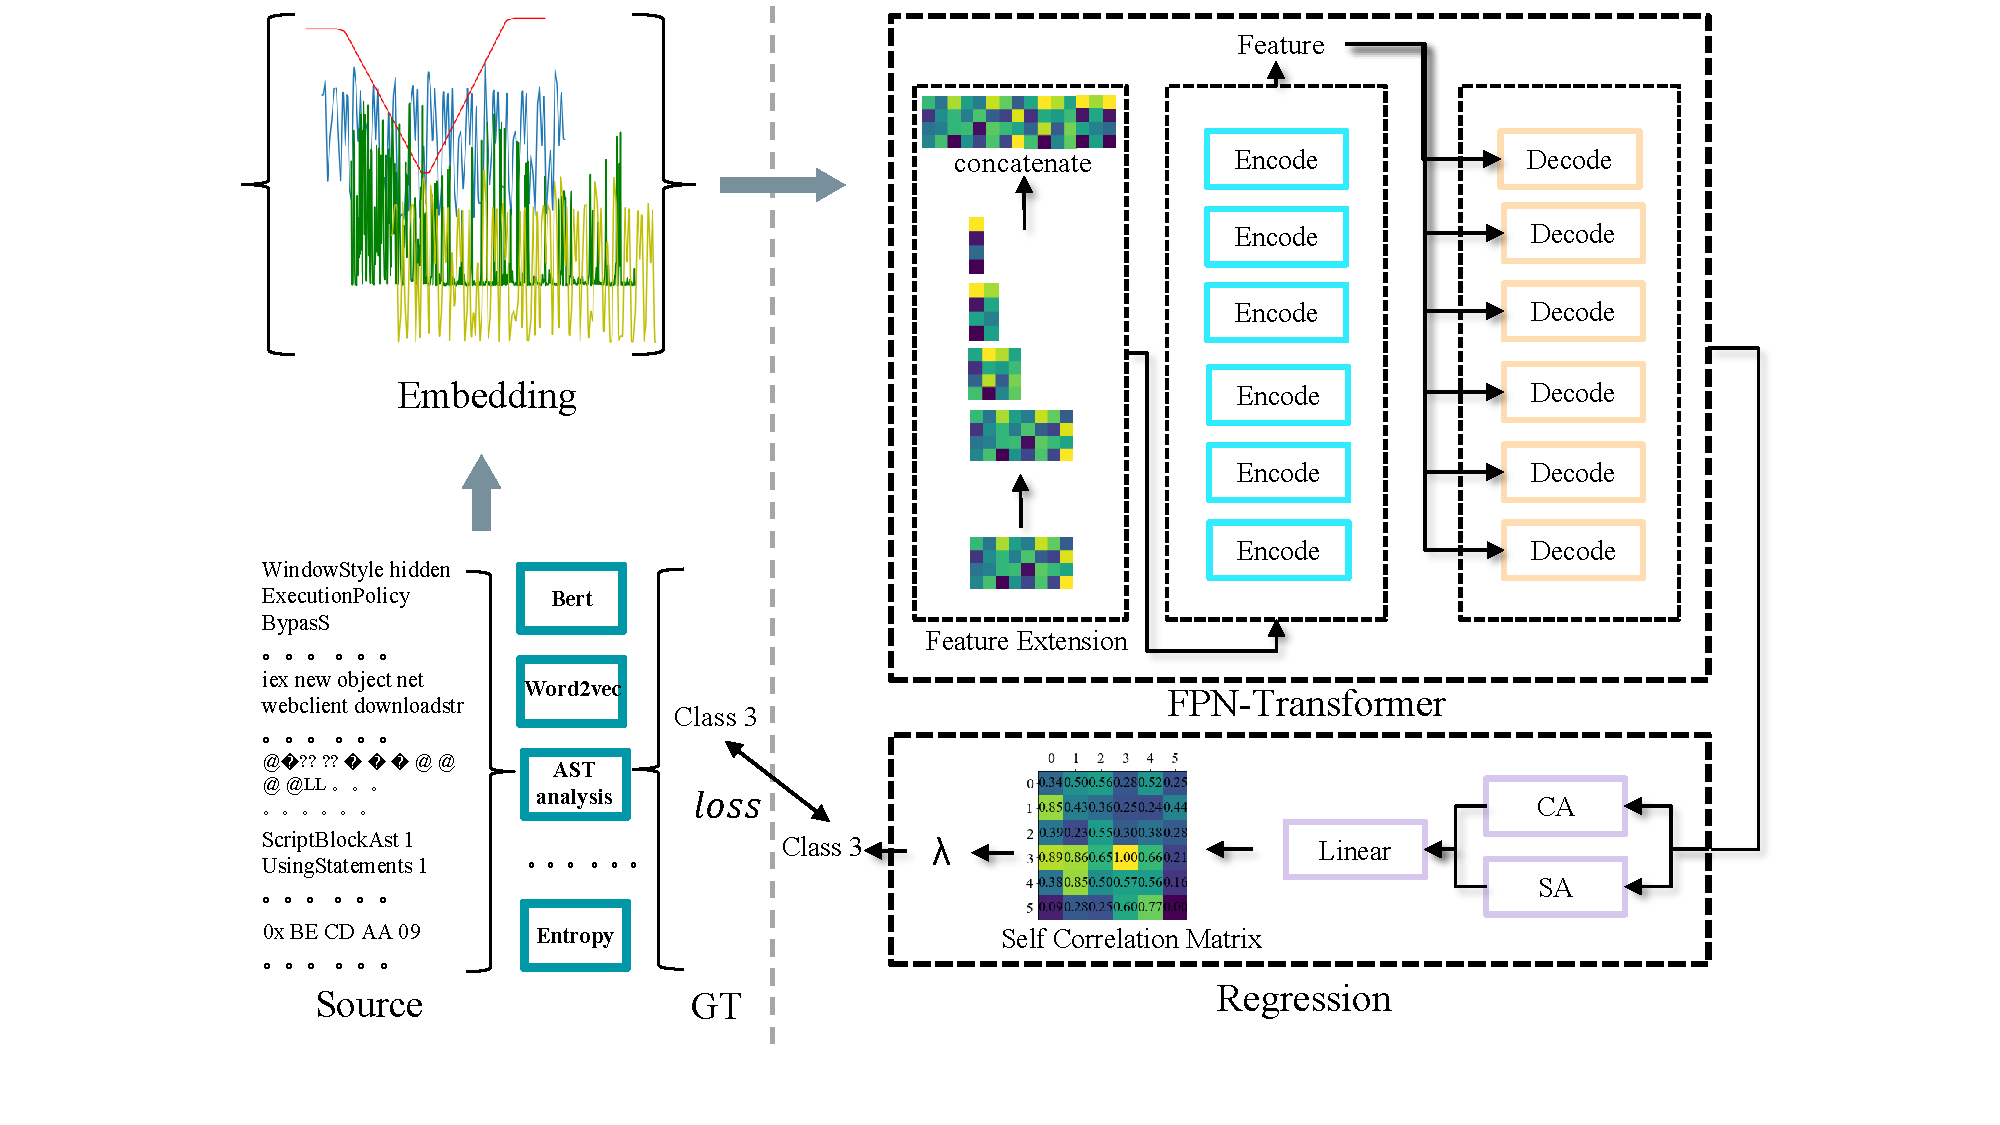 Embedding
WindowStyle hidden
ExecutionPolicy
BypasS
。。。。。。
iex new object net
webclient downloadstr
。。。。。。
@�?? ?? � � � @ @
@ @LL 。。。
。。。。。。
ScriptBlockAst 1
UsingStatements 1
。。。。。。
0x BE CD AA 09
。。。。。。
Source
Bert
Word2vec
AST
analysis
。。。。。。
Entropy
GT
Class 3
loss
Class 3
Feature
concatenate
Feature Extension
Encode
Encode
Encode
Encode
Encode
Encode
Decode
Decode
Decode
Decode
Decode
Decode
FPN-Transformer
0 1 2 3 4 5
0 0.34 0.50 0.56 0.28 0.52 0.25
1 0.85 0.43 0.36 0.25 0.24 0.44
2 0.39 0.23 0.55 0.30 0.38 0.28
3 0.89 0.86 0.65 1.00 0.66 0.21
4 0.38 0.85 0.50 0.57 0.56 0.16
5 0.09 0.28 0.25 0.60 0.77 0.00
Self Correlation Matrix
λ
Linear
CA
SA
Regression